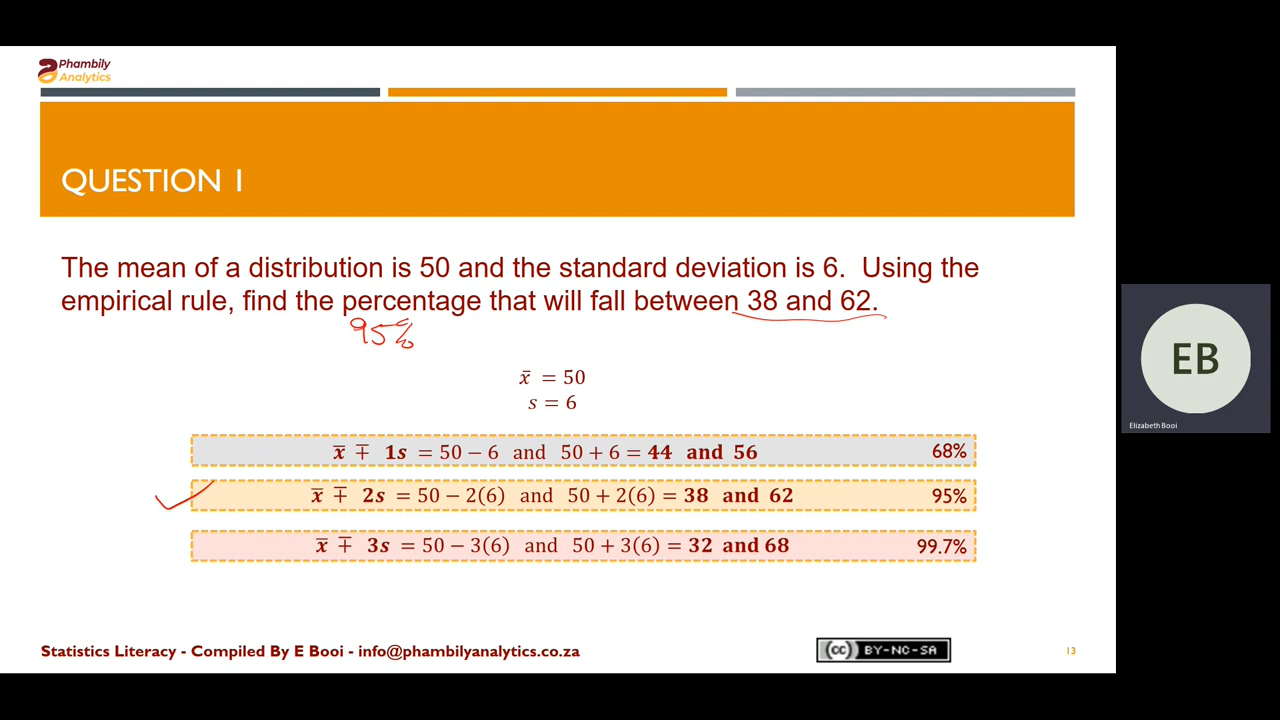 Phambily
Analytics
QUESTION 1
The mean of a distribution is 50 and the standard deviation is 6. Using the
empirical rule, find the percentage that will fall between 38 and 62.
95%
x̄ = 50
s = 6
x̄ ∓ 1s = 50 − 6 and 50 + 6 = 44 and 56 68%
x̄ ∓ 2s = 50 − 2(6) and 50 + 2(6) = 38 and 62 95%
x̄ ∓ 3s = 50 − 3(6) and 50 + 3(6) = 32 and 68 99.7%
EB
Elizabeth Booi
Statistics Literacy - Compiled By E Booi - info@phambilyanalytics.co.za
cc BY-NC-SA
13